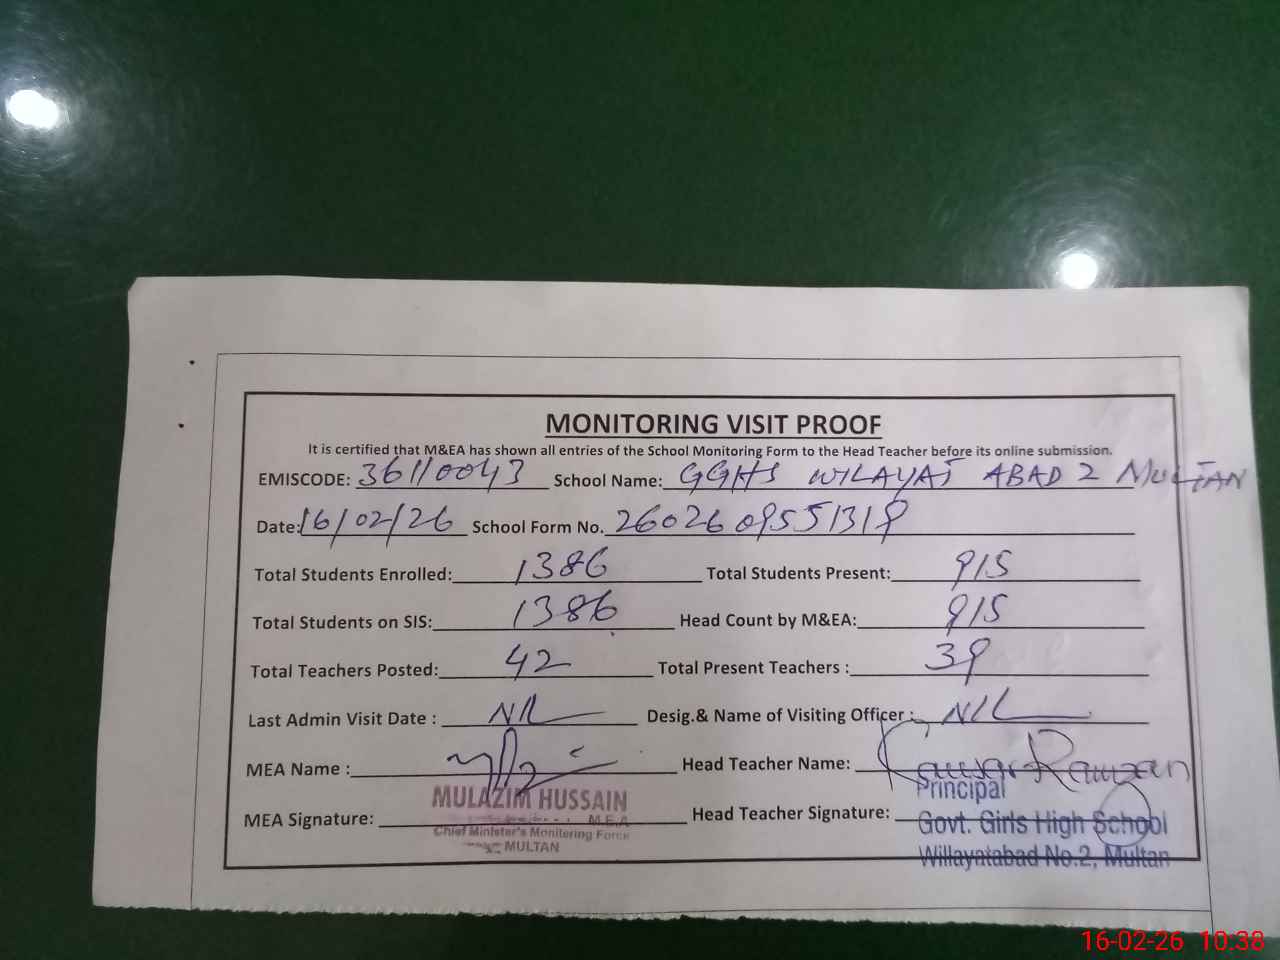 MONITORING VISIT PROOF
It is certified that M&EA has shown all entries of the School Monitoring Form to the Head Teacher before its online submission.
EMISCODE: 36110043 School Name: GGHS WILAYAT ABAD 2 MULTAN
Date: 16/02/26 School Form No. 2602609551319
Total Students Enrolled: 1386 Total Students Present: 915
Total Students on SIS: 1386 Head Count by M&EA: 915
Total Teachers Posted: 42 Total Present Teachers : 39
Last Admin Visit Date : NIL Desig.& Name of Visiting Officer : NIL
MEA Name : Head Teacher Name: Kausar Ramzan
MEA Signature: Head Teacher Signature:
MULAZIM HUSSAIN
M.E.A
Chief Minister's Monitoring Force
MULTAN
Principal
Govt. Girls High School
Willayatabad No.2, Multan
16-02-26 10:38